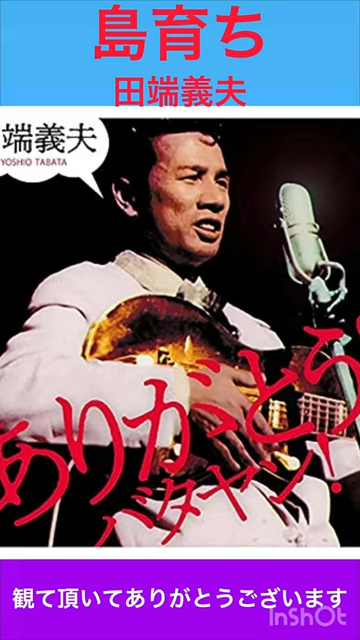 島育ち
田端義夫
端義夫
YOSHIO TABATA
ありがとう
バタヤン!
観て頂いてありがとうございます
InShOt